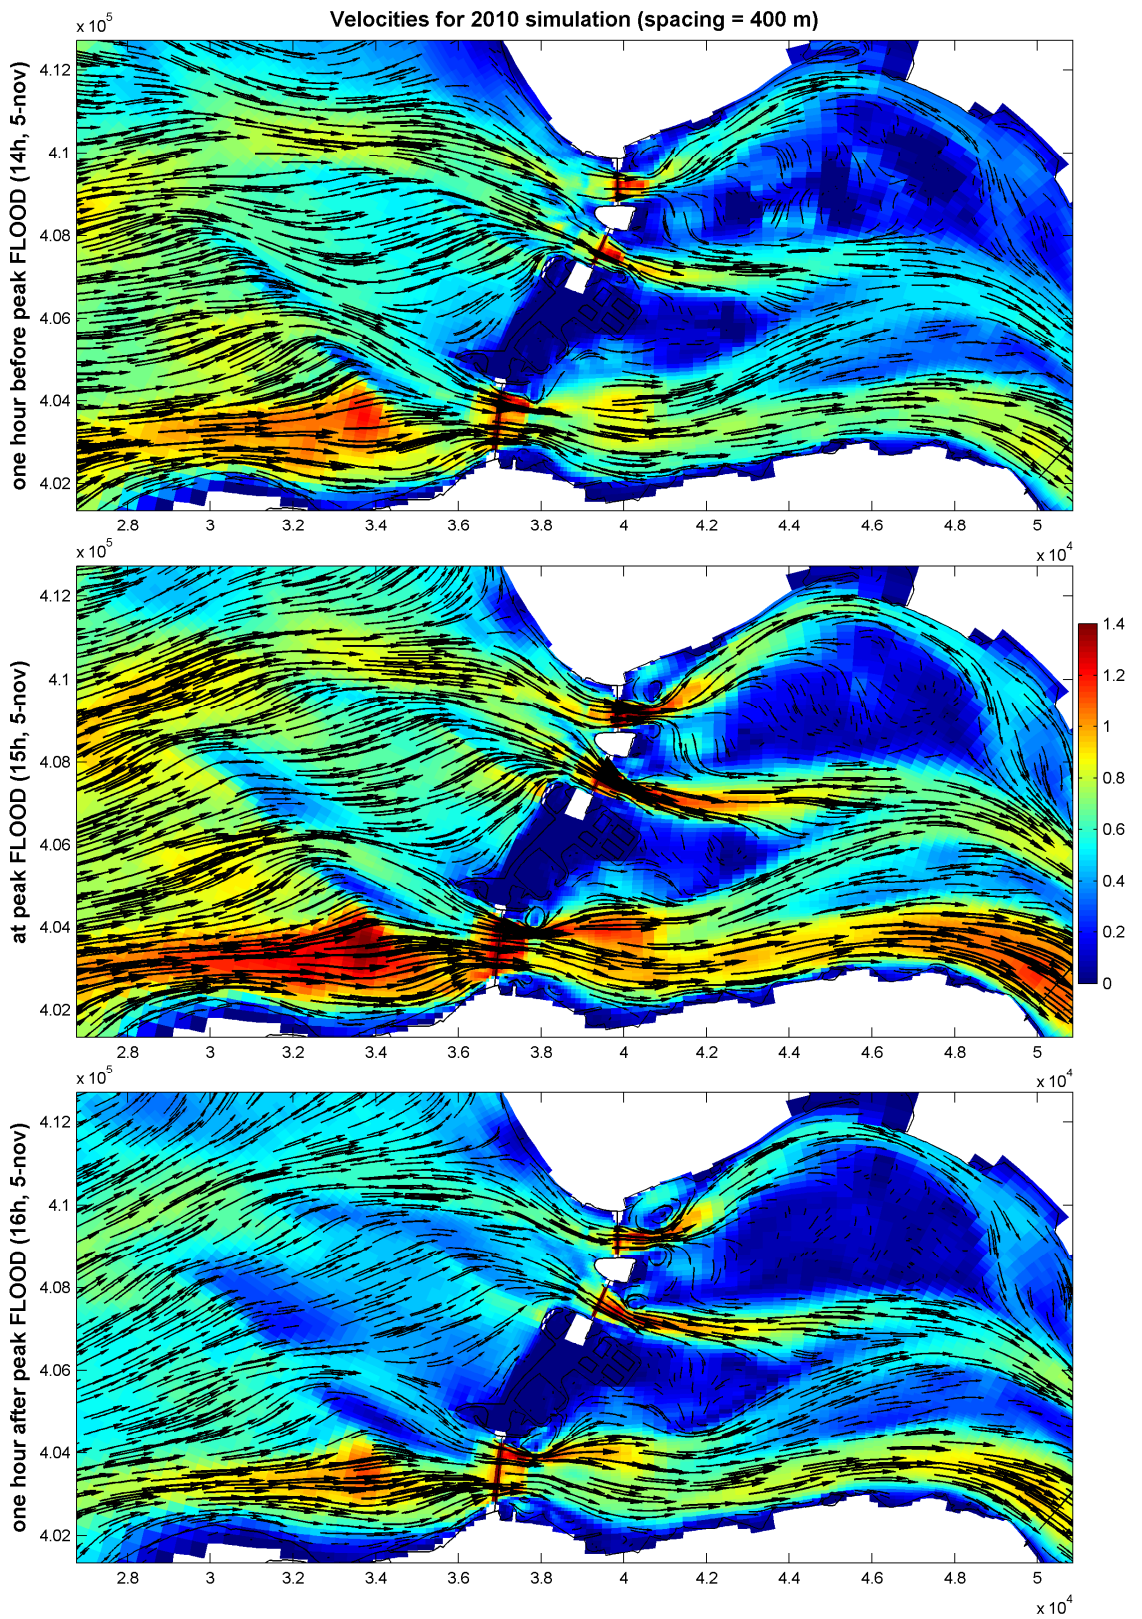 Velocities for 2010 simulation (spacing = 400 m)
x 10^5
one hour before peak FLOOD (14h, 5-nov)
4.12
4.1
4.08
4.06
4.04
4.02
2.8 3 3.2 3.4 3.6 3.8 4 4.2 4.4 4.6 4.8 5
x 10^4
x 10^5
at peak FLOOD (15h, 5-nov)
4.12
4.1
4.08
4.06
4.04
4.02
2.8 3 3.2 3.4 3.6 3.8 4 4.2 4.4 4.6 4.8 5
x 10^4
1.4
1.2
1
0.8
0.6
0.4
0.2
0
x 10^5
one hour after peak FLOOD (16h, 5-nov)
4.12
4.1
4.08
4.06
4.04
4.02
2.8 3 3.2 3.4 3.6 3.8 4 4.2 4.4 4.6 4.8 5
x 10^4